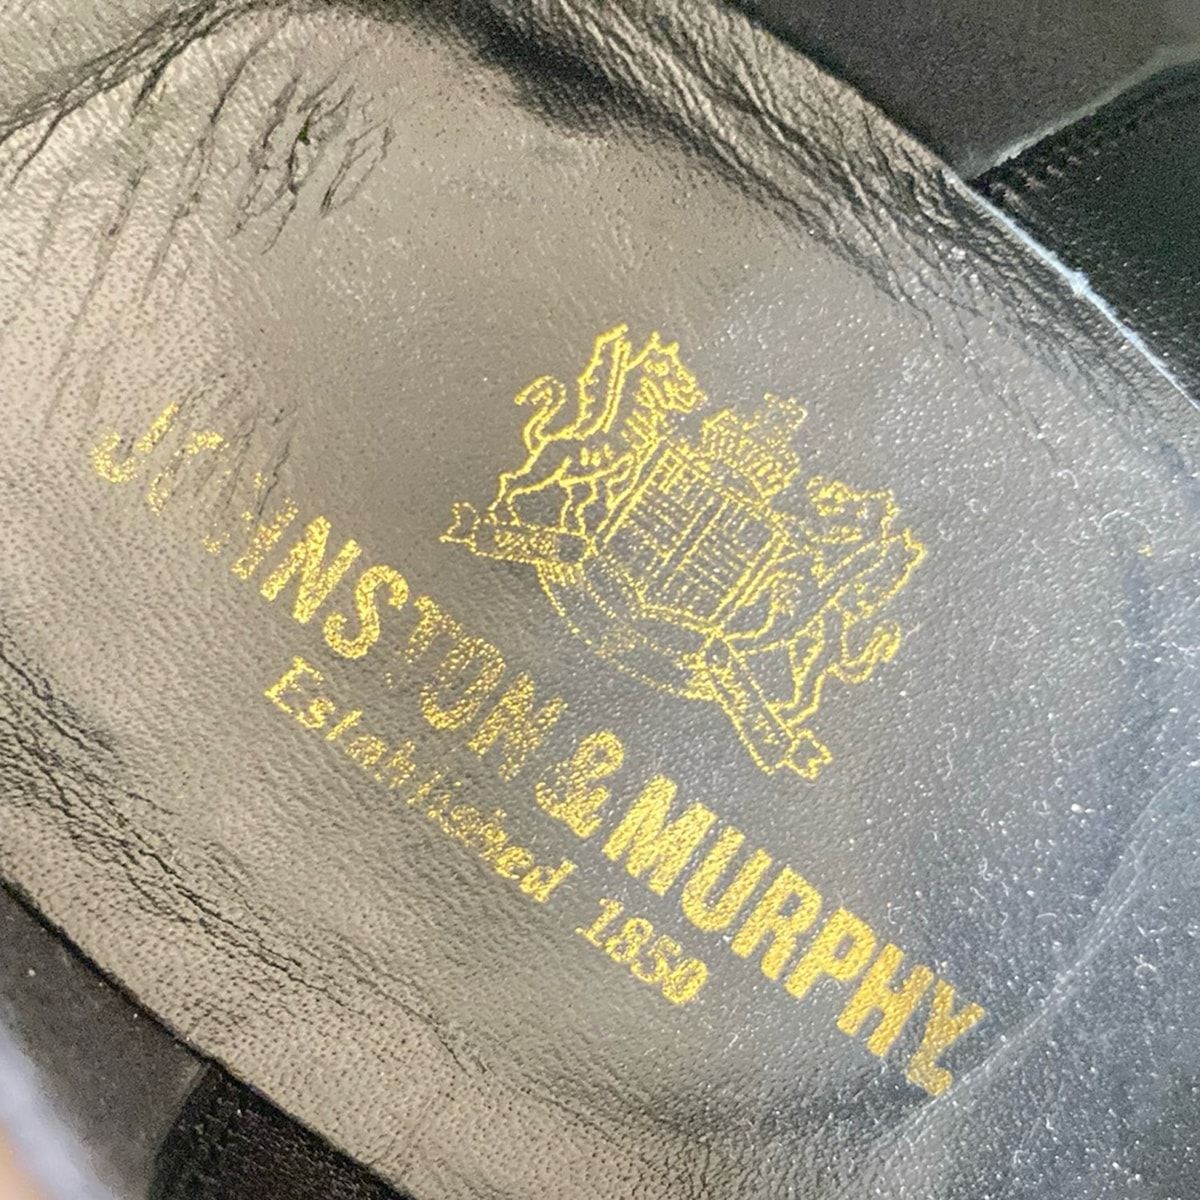 JOHNSTON & MURPHY
Established 1850